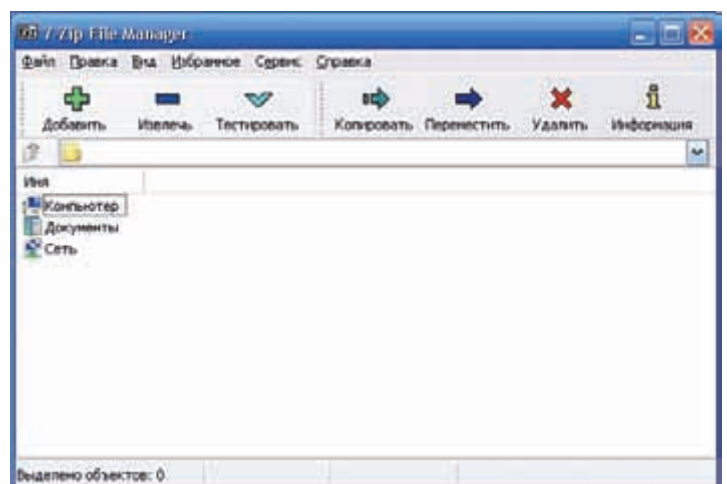 7-Zip File Manager
Файл Правка Вид Избранное Сервис Справка
Добавить Извлечь Тестировать Копировать Переместить Удалить Информация
Имя
Компьютер
Документы
Сеть
Выделено объектов: 0